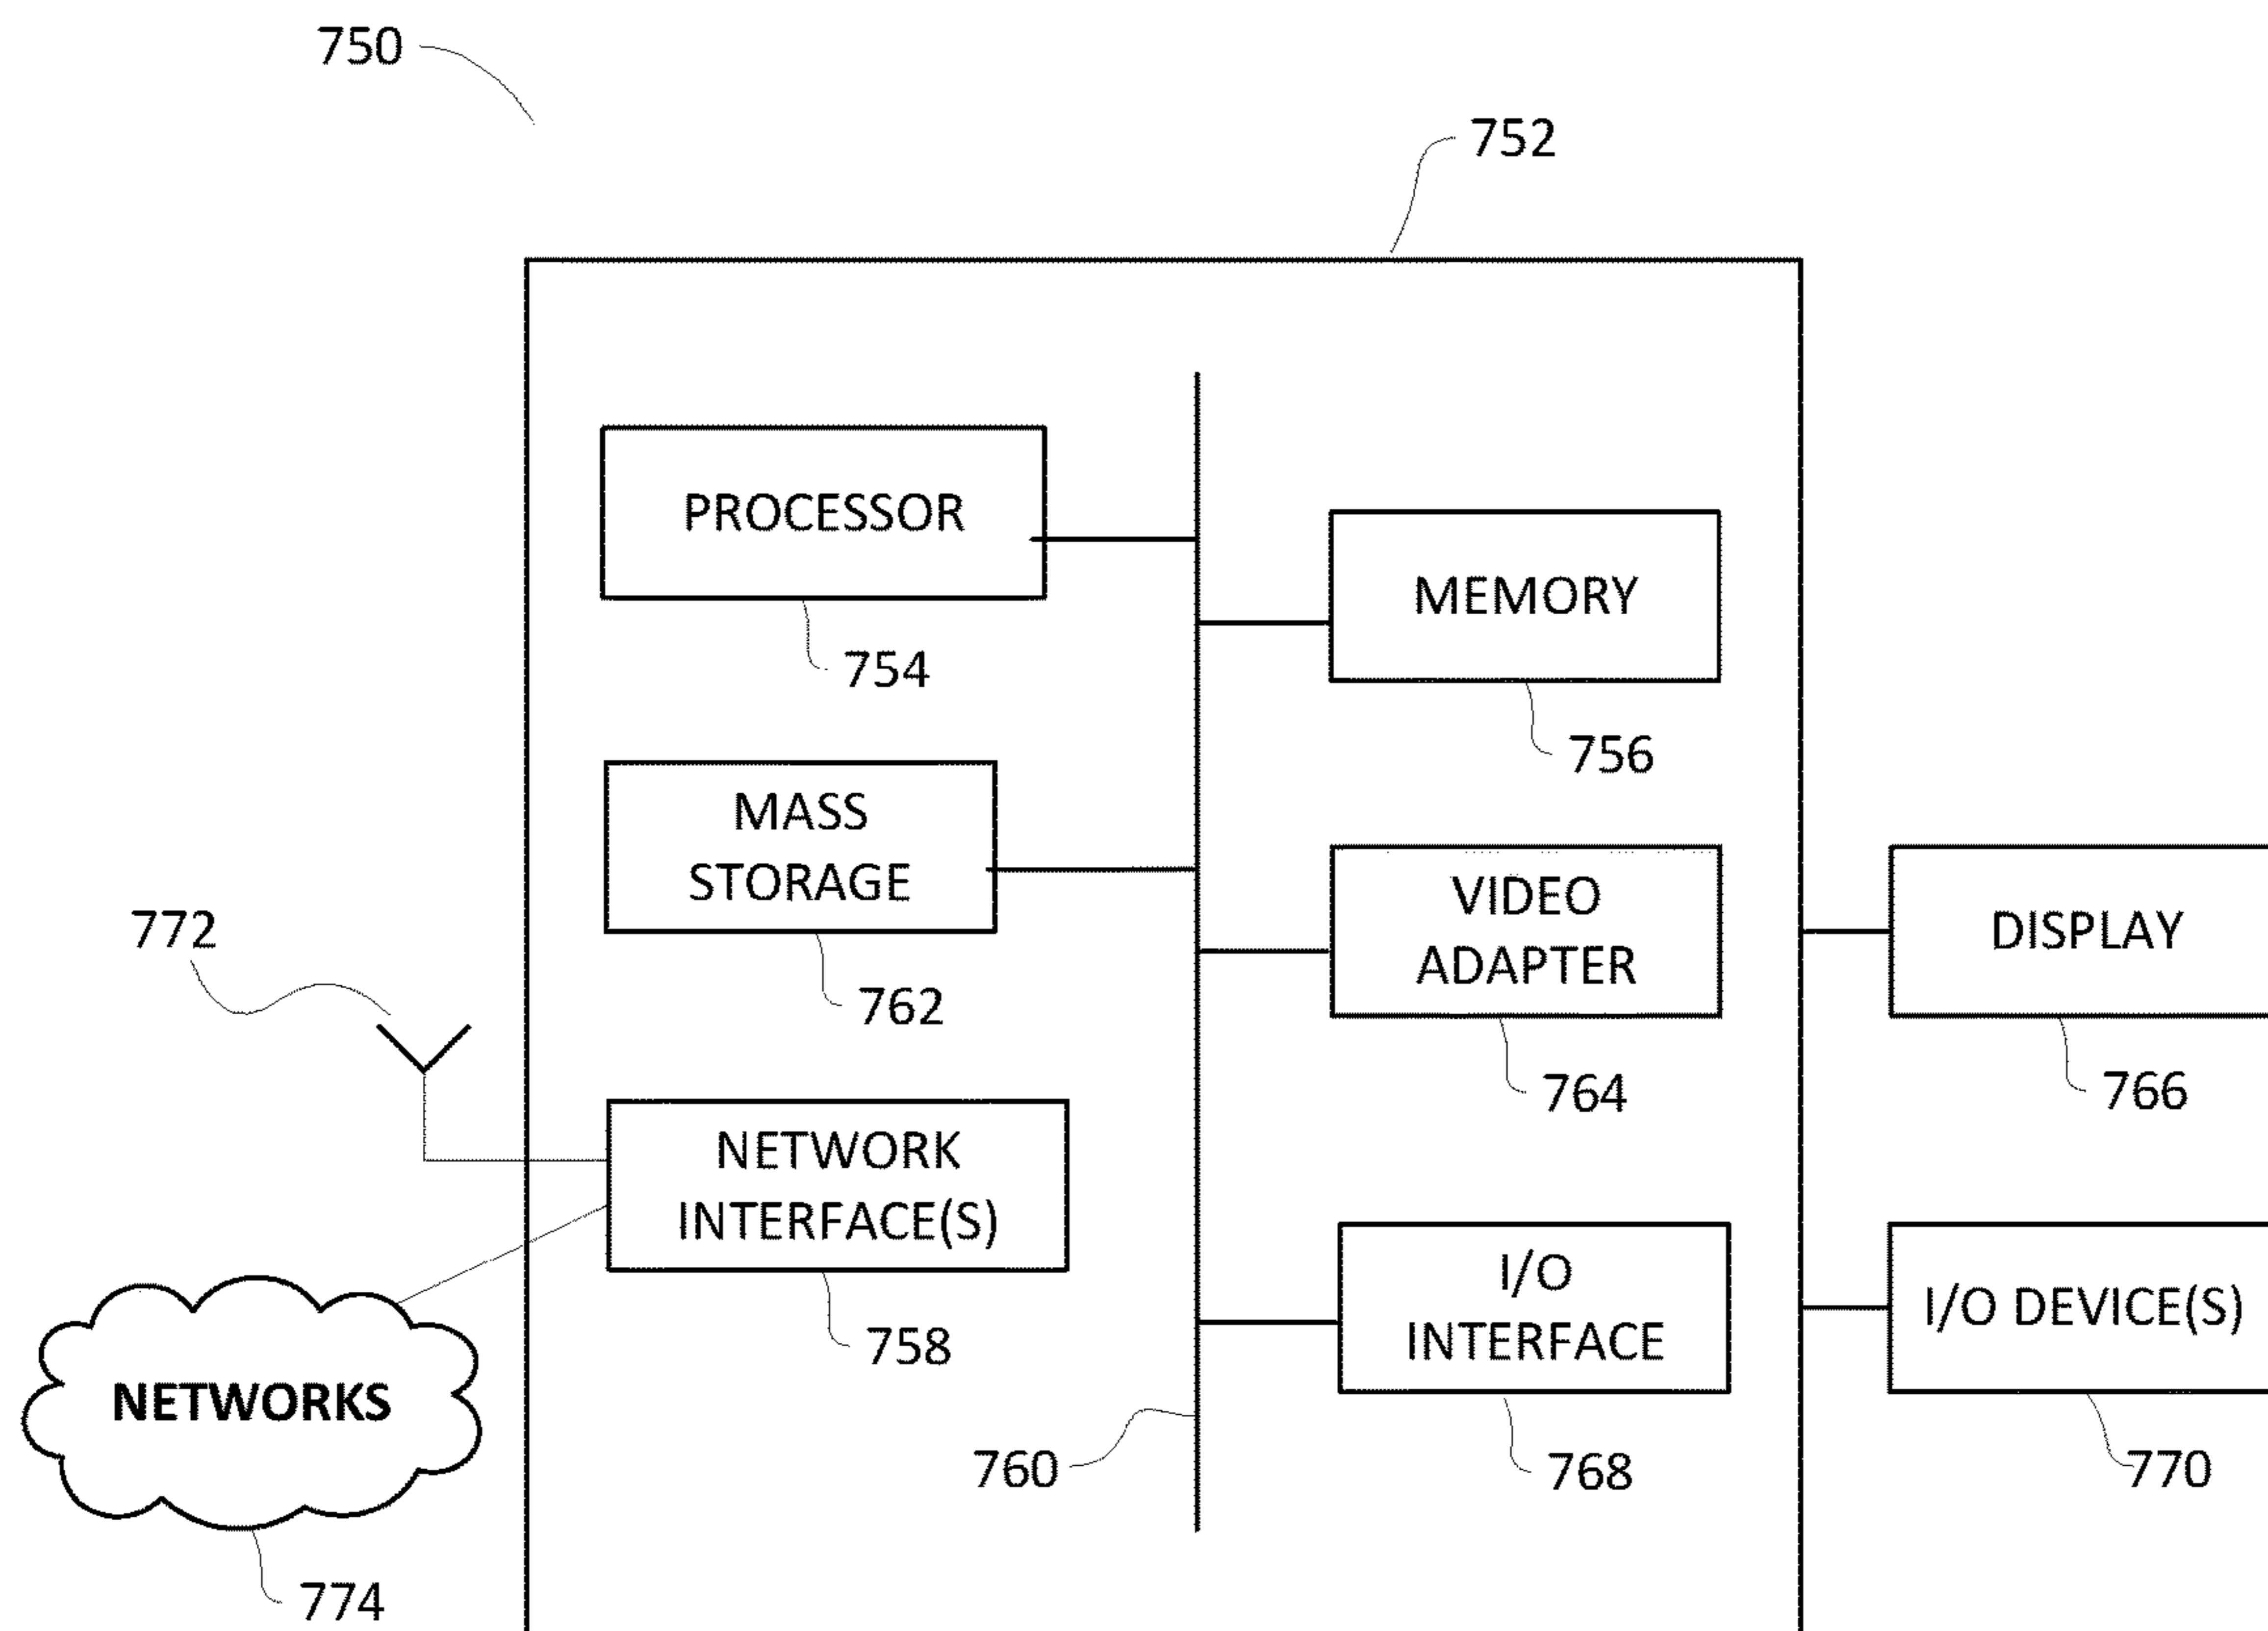 750
752
PROCESSOR
754
MEMORY
756
MASS
STORAGE
762
VIDEO
ADAPTER
764
DISPLAY
766
772
NETWORK
INTERFACE(S)
758
I/O
INTERFACE
768
I/O DEVICE(S)
770
NETWORKS
774
760